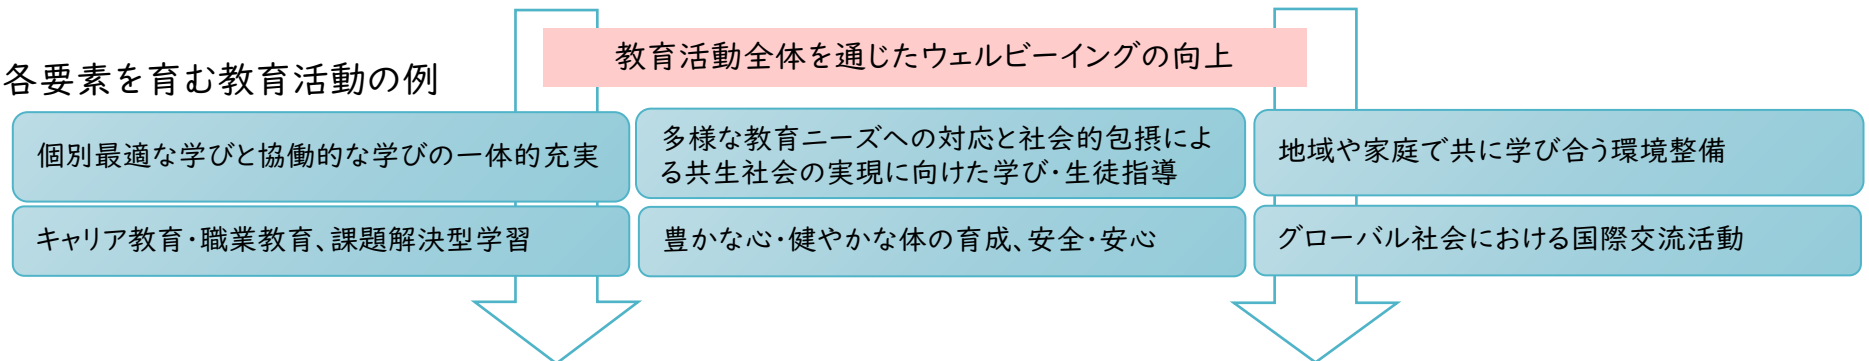 教育活動全体を通じたウェルビーイングの向上
各要素を育む教育活動の例
個別最適な学びと協働的な学びの一体的充実
多様な教育ニーズへの対応と社会的包摂によ
る共生社会の実現に向けた学び・生徒指導
地域や家庭で共に学び合う環境整備
キャリア教育・職業教育、課題解決型学習
豊かな心・健やかな体の育成、安全・安心
グローバル社会における国際交流活動